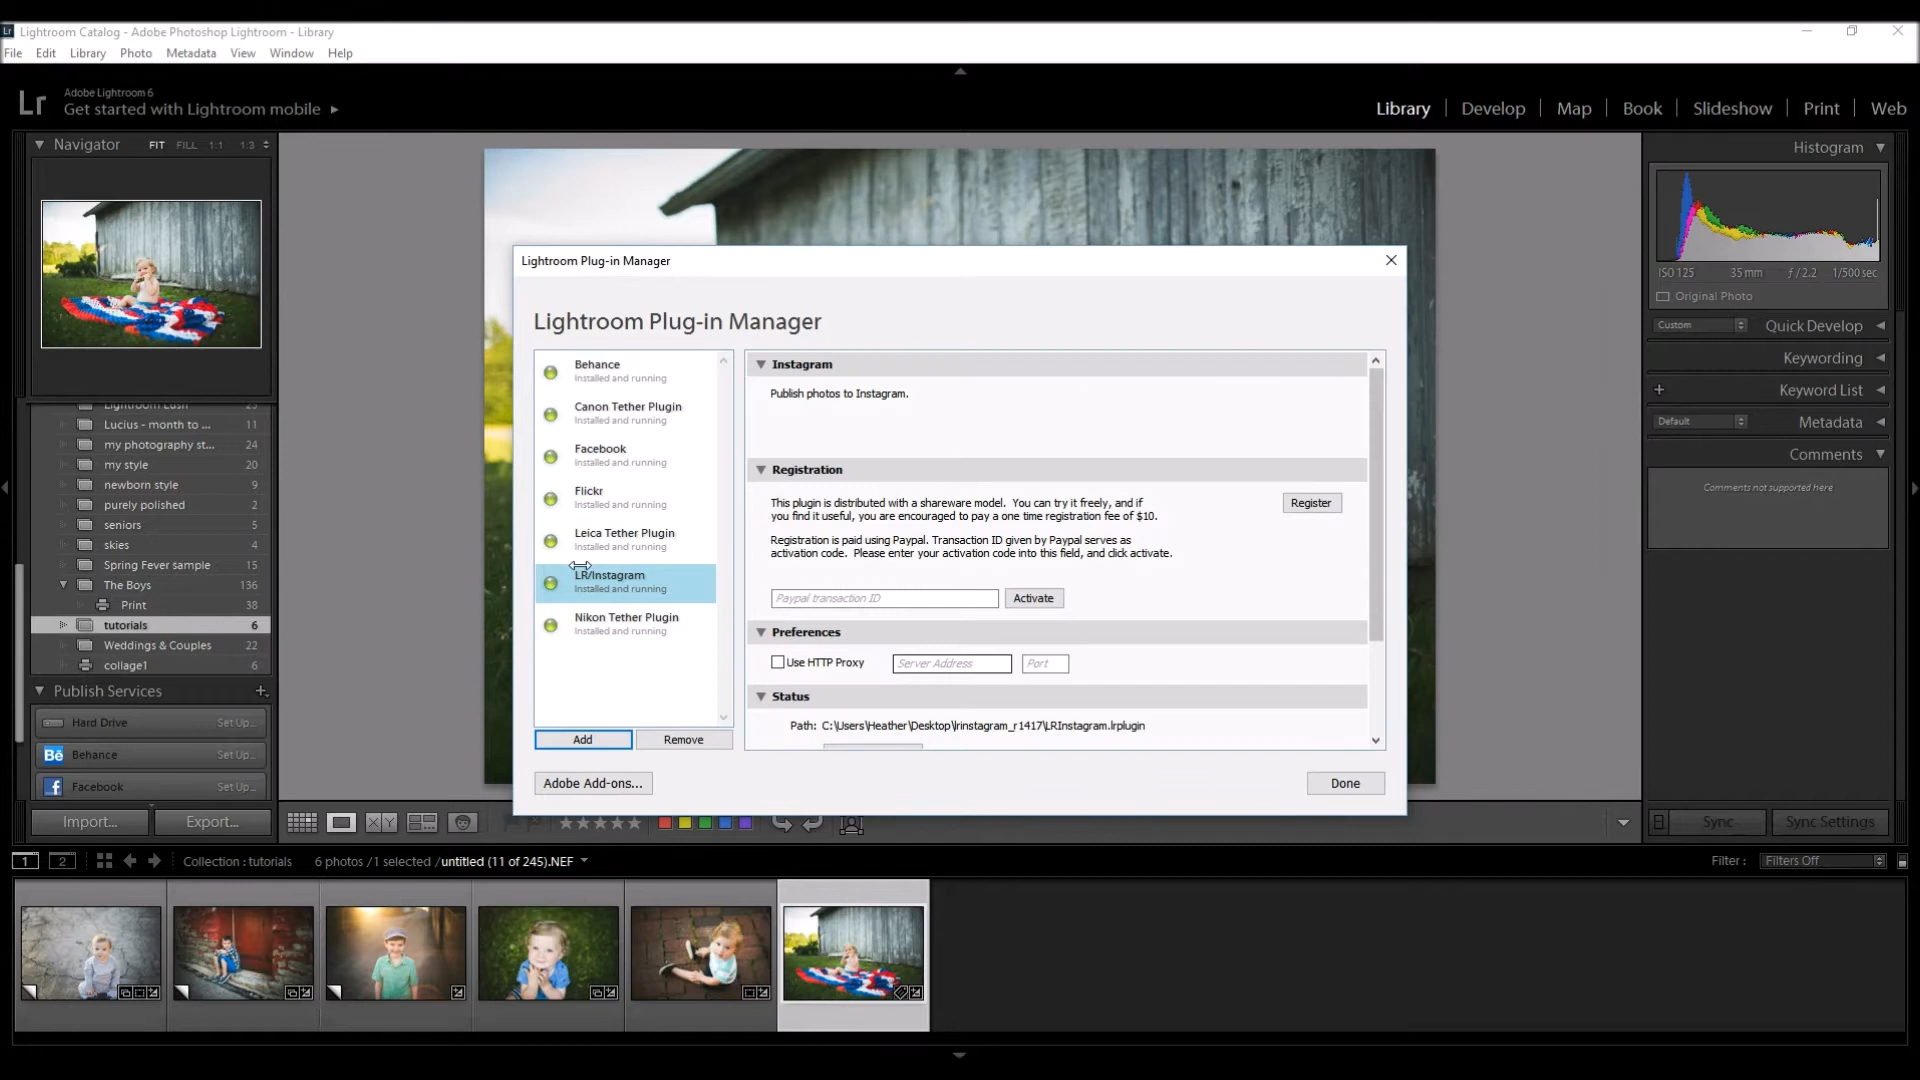 Lr Lightroom Catalog - Adobe Photoshop Lightroom - Library
File Edit Library Photo Metadata View Window Help
Lr
Adobe Lightroom 6
Get started with Lightroom mobile
Library Develop Map Book Slideshow Print Web
Navigator FIT FILL 1:1 1:3
my photography st... 24
Lucius - month to ... 11
my style 20
newborn style 9
purely polished 2
seniors 5
skies 4
Spring Fever sample 15
The Boys 136
Print 38
tutorials 6
Weddings & Couples 22
collage1 6
Publish Services
Hard Drive Set Up...
Bē Behance Set Up...
f Facebook Set Up...
Import... Export...
Lightroom Plug-in Manager
Lightroom Plug-in Manager
Behance
Installed and running
Canon Tether Plugin
Installed and running
Facebook
Installed and running
Flickr
Installed and running
Leica Tether Plugin
Installed and running
LR/Instagram
Installed and running
Nikon Tether Plugin
Installed and running
Add Remove
Adobe Add-ons...
Instagram
Publish photos to Instagram.
Registration
This plugin is distributed with a shareware model. You can try it freely, and if
you find it useful, you are encouraged to pay a one time registration fee of $10.
Register
Registration is paid using Paypal. Transaction ID given by Paypal serves as
activation code. Please enter your activation code into this field, and click activate.
Paypal transaction ID Activate
Preferences
Use HTTP Proxy Server Address Port
Status
Path: C:\Users\Heather\Desktop\lrinstagram_r1417\LRInstagram.lrplugin
Done
Histogram
ISO 125 35 mm ƒ / 2.2 1/500 sec
Original Photo
Custom Quick Develop
Keywording
Keyword List
Default Metadata
Comments
Comments not supported here
Sync Sync Settings
X Y
1 2 Collection : tutorials 6 photos / 1 selected / untitled (11 of 245).NEF
Filter : Filters Off